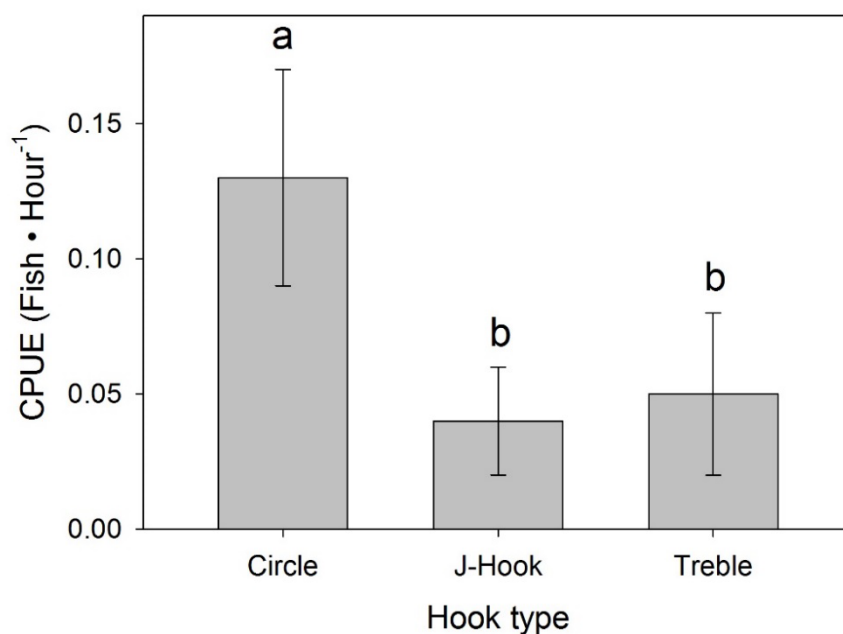 CPUE (Fish • Hour⁻¹)
0.15
0.10
0.05
0.00
a
b
b
Circle J-Hook Treble
Hook type